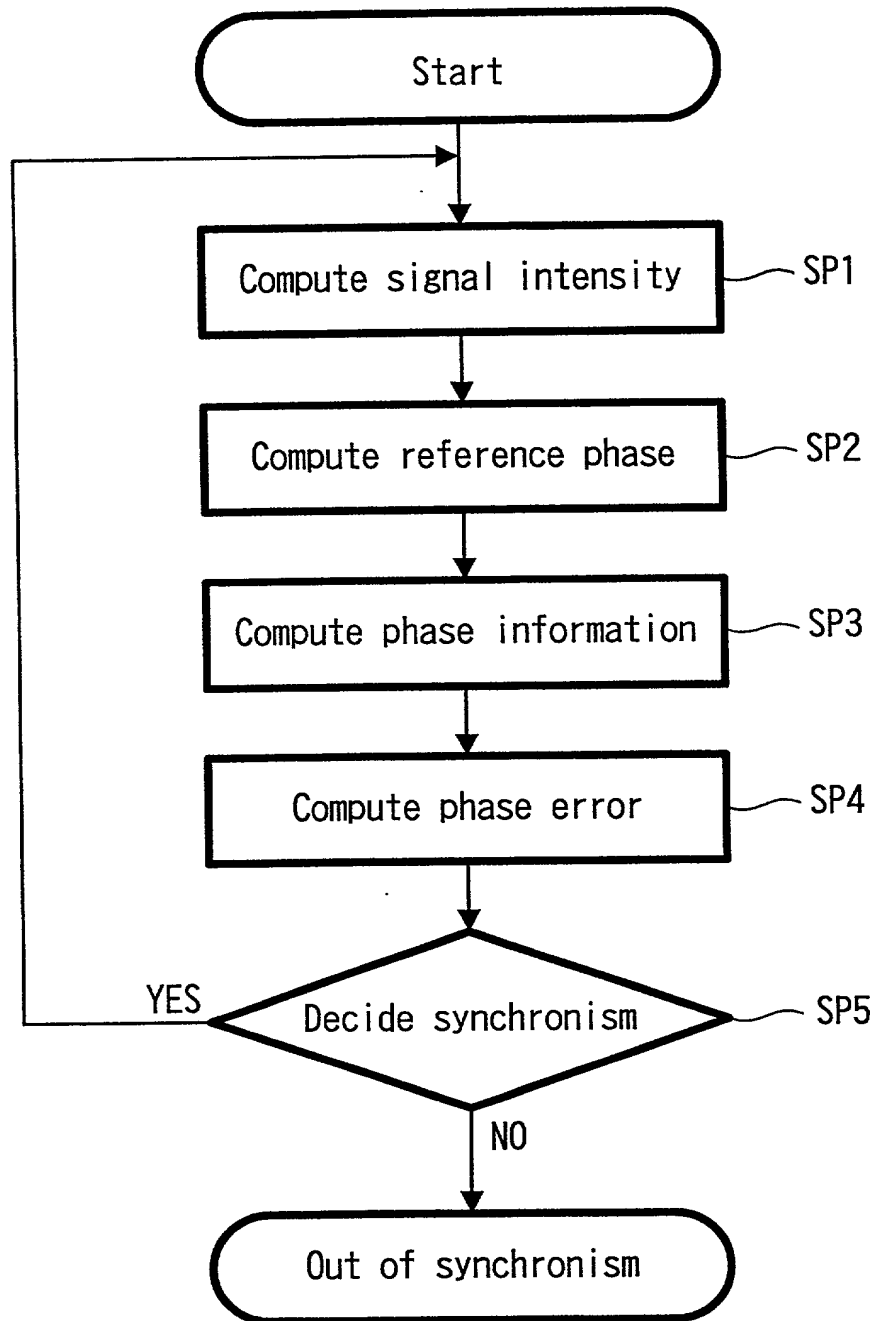 Start
Compute signal intensity
SP1
Compute reference phase
SP2
Compute phase information
SP3
Compute phase error
SP4
YES
Decide synchronism
SP5
NO
Out of synchronism